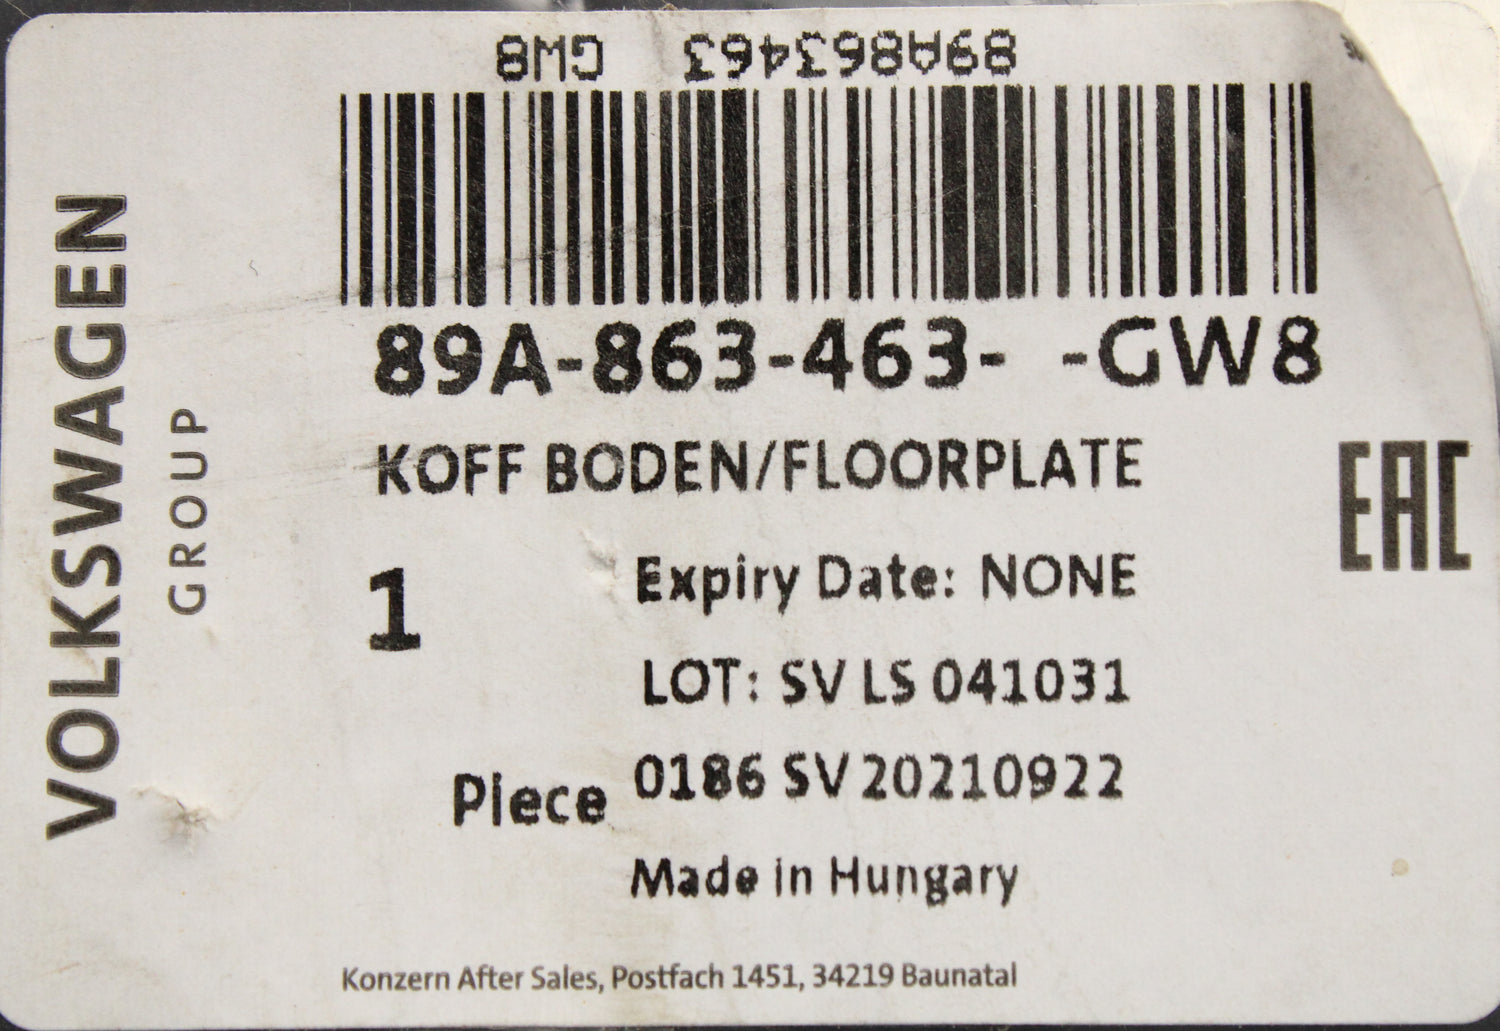 89A863463 GW8
89A-863-463- -GW8
KOFF BODEN/FLOORPLATE
EAC
1
Expiry Date: NONE
LOT: SV LS 041031
Piece
0186 SV 20210922
Made in Hungary
Konzern After Sales, Postfach 1451, 34219 Baunatal
VOLKSWAGEN
GROUP